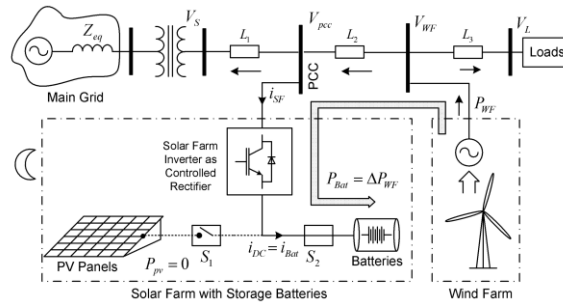 Z_eq
Main Grid
V_S
L_1
V_pcc
PCC
L_2
V_WF
L_3
V_L
Loads
i_SF
P_WF
Solar Farm
Inverter as
Controlled
Rectifier
P_Bat = ΔP_WF
PV Panels
P_pv = 0
S_1
i_DC = i_Bat
S_2
Batteries
Solar Farm with Storage Batteries
Wind Farm